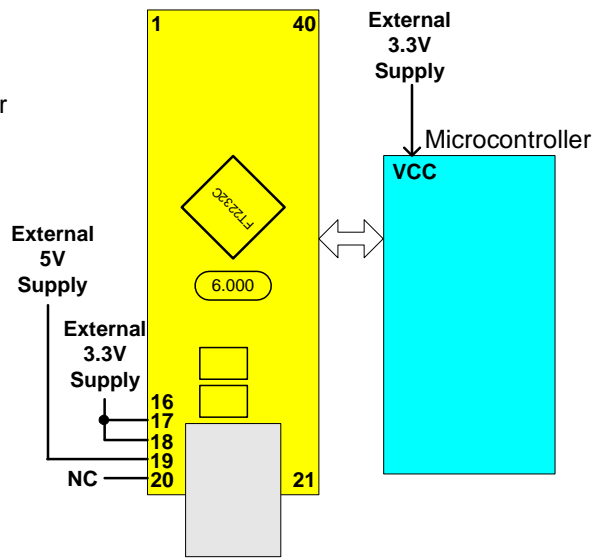 1
40
External
3.3V
Supply
r
Microcontroller
VCC
FT2232C
External
5V
Supply
6.000
External
3.3V
Supply
16
17
18
19
NC
20
21